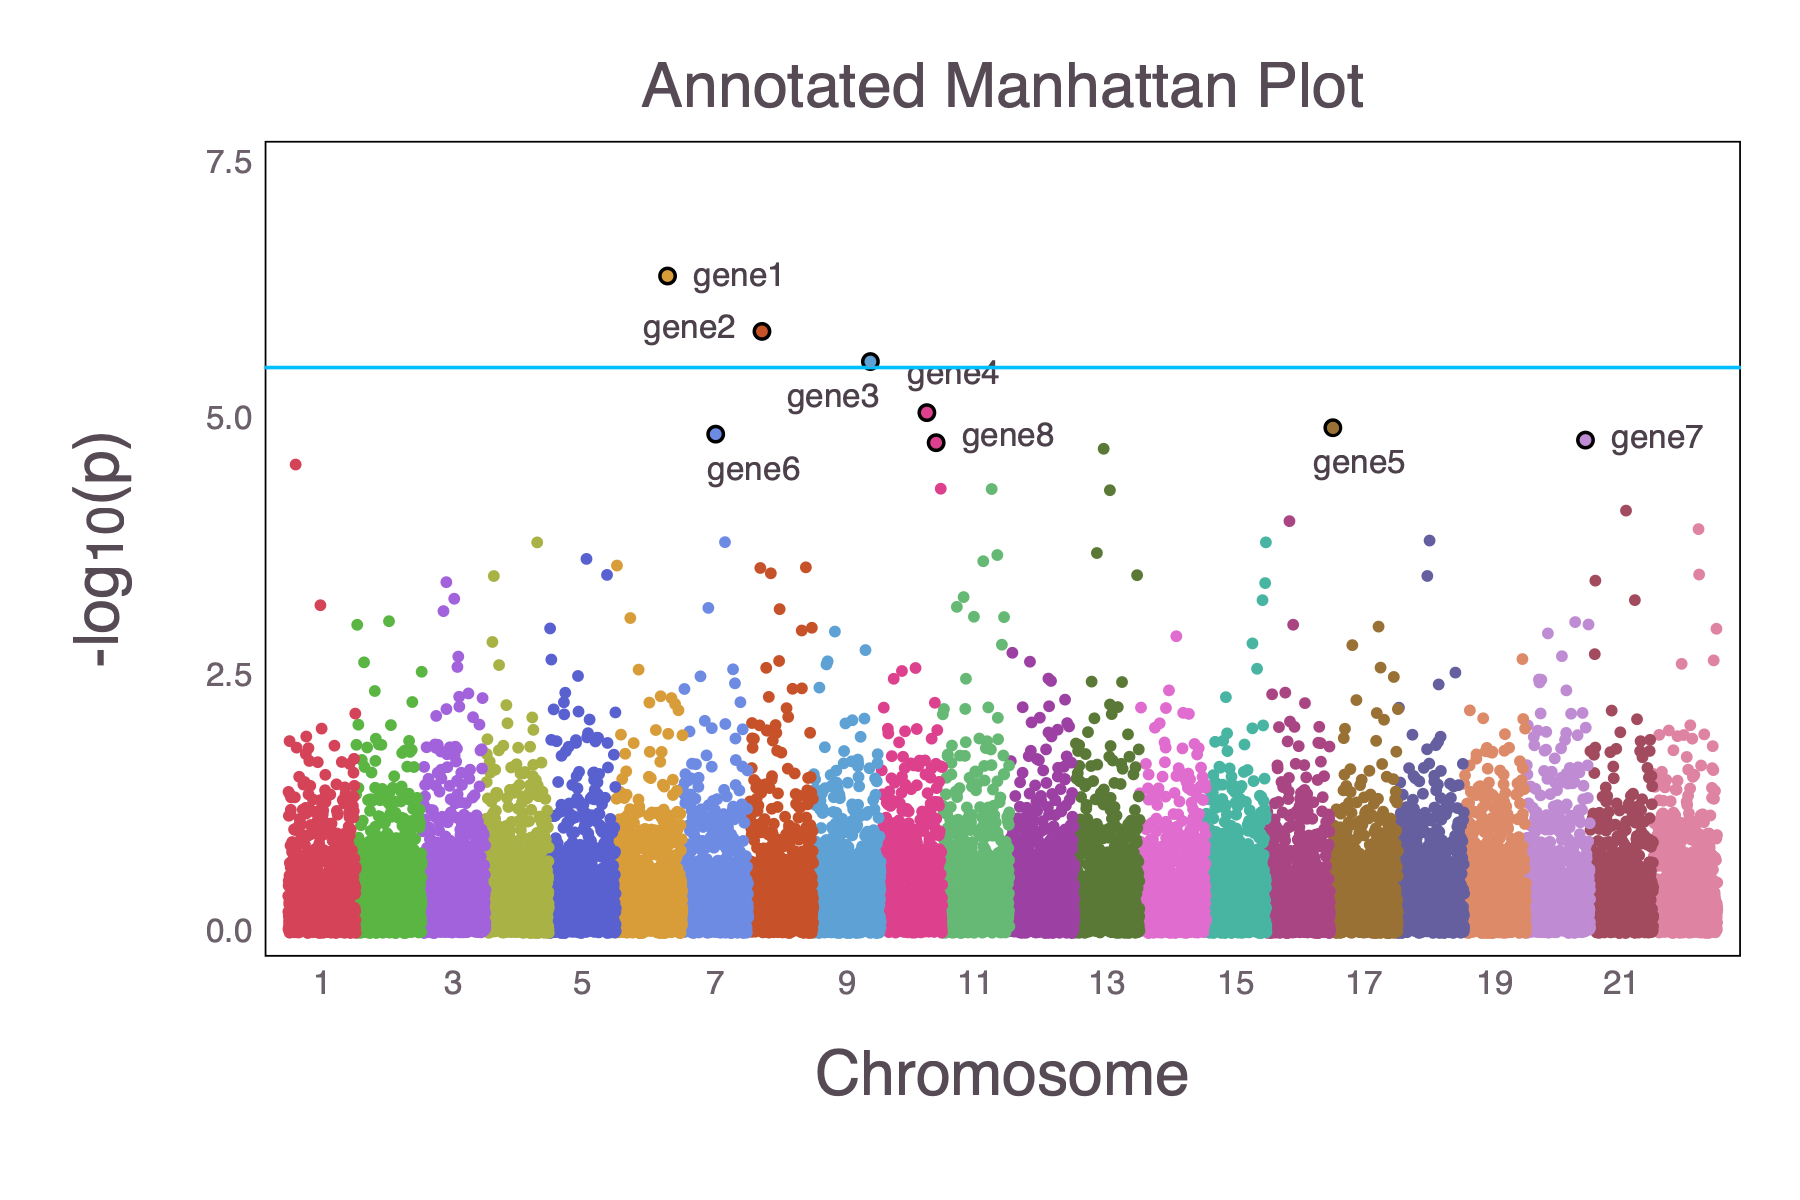 Annotated Manhattan Plot
7.5
gene1
gene2
gene4
gene3
5.0
gene8
gene7
gene5
gene6
-log10(p)
2.5
0.0
1 3 5 7 9 11 13 15 17 19 21
Chromosome